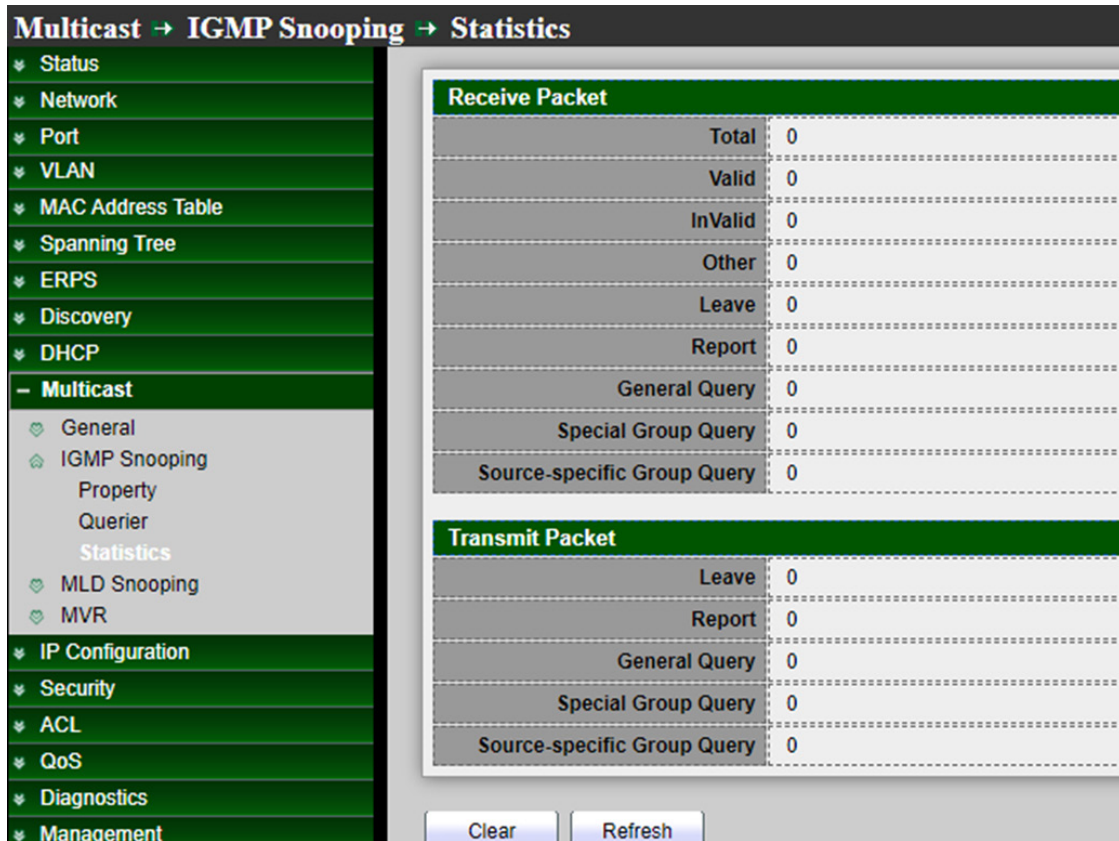 Multicast → IGMP Snooping → Statistics
Status
Network
Port
VLAN
MAC Address Table
Spanning Tree
ERPS
Discovery
DHCP
Multicast
General
IGMP Snooping
Property
Querier
Statistics
MLD Snooping
MVR
IP Configuration
Security
ACL
QoS
Diagnostics
Management
Receive Packet
Total 0
Valid 0
InValid 0
Other 0
Leave 0
Report 0
General Query 0
Special Group Query 0
Source-specific Group Query 0
Transmit Packet
Leave 0
Report 0
General Query 0
Special Group Query 0
Source-specific Group Query 0
Clear Refresh